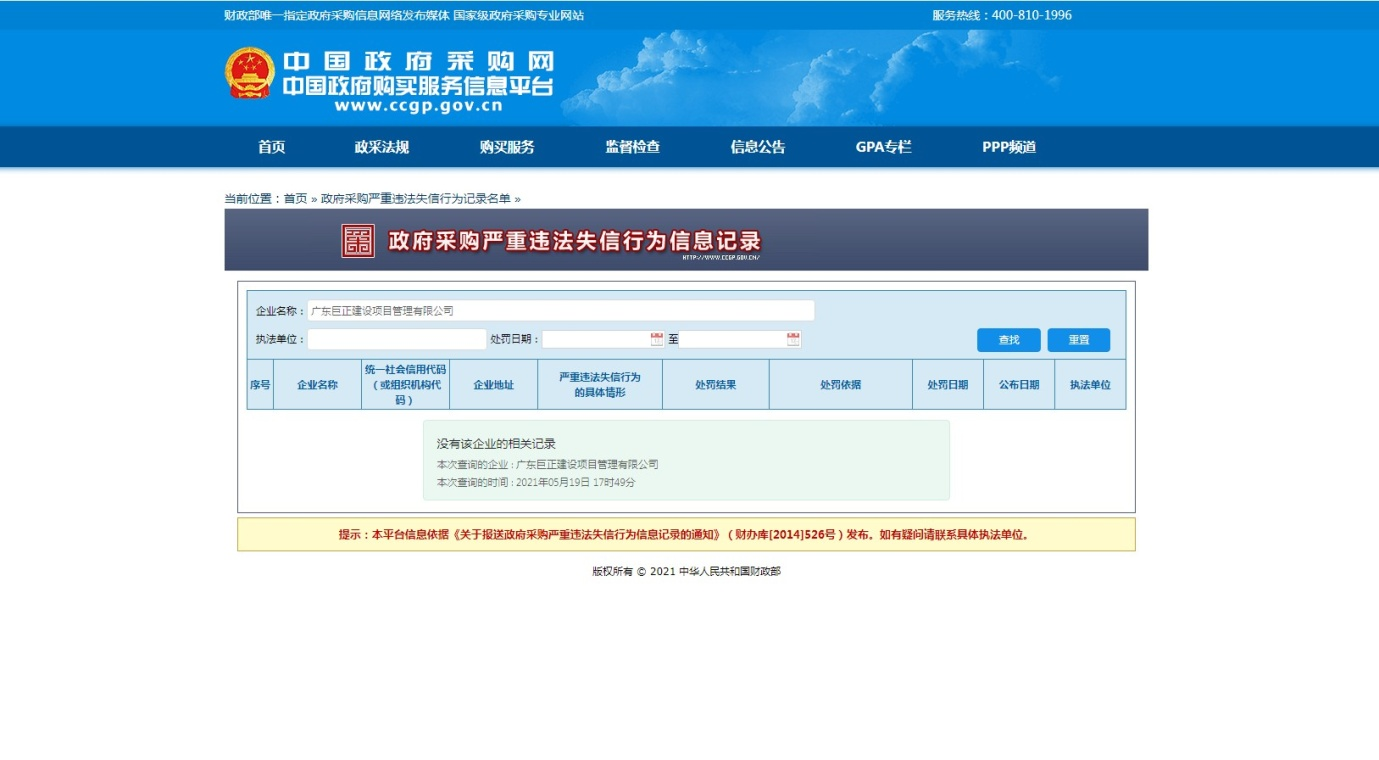 财政部唯一指定政府采购信息网络发布媒体 国家级政府采购专业网站
服务热线：400-810-1996
中国政府采购网
中国政府购买服务信息平台
www.ccgp.gov.cn
首页 政采法规 购买服务 监督检查 信息公告 GPA专栏 PPP频道
当前位置：首页 » 政府采购严重违法失信行为记录名单 »
政府采购严重违法失信行为信息记录
HTTP://WWW.CCGP.GOV.CN/
企业名称： 广东巨正建设项目管理有限公司
执法单位： 处罚日期： 至 查找 重置
序号 企业名称 统一社会信用代码（或组织机构代码） 企业地址 严重违法失信行为的具体情形 处罚结果 处罚依据 处罚日期 公布日期 执法单位
没有该企业的相关记录
本次查询的企业：广东巨正建设项目管理有限公司
本次查询的时间：2021年05月19日 17时49分
提示：本平台信息依据《关于报送政府采购严重违法失信行为信息记录的通知》（财办库[2014]526号）发布。如有疑问请联系具体执法单位。
版权所有 © 2021 中华人民共和国财政部